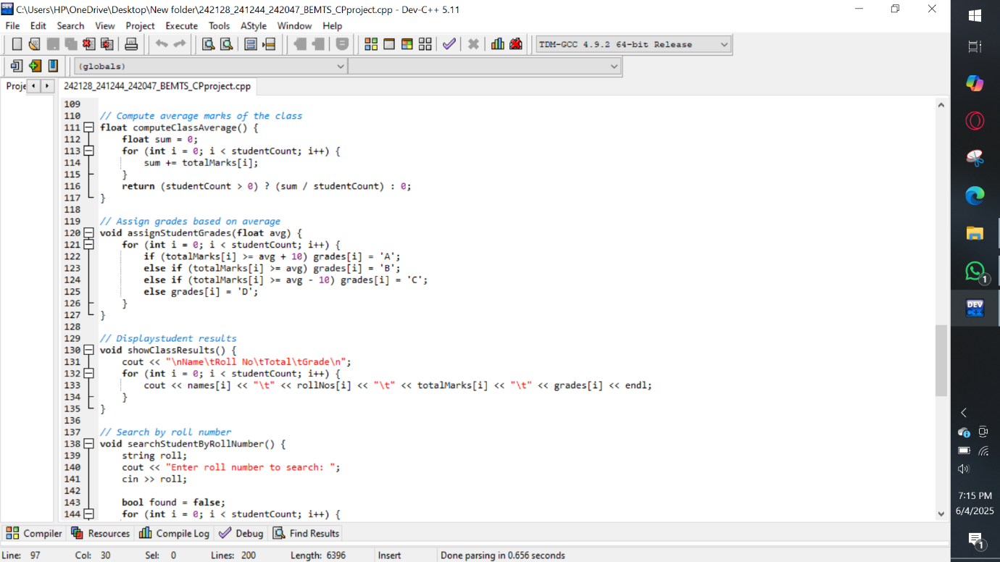 C:\Users\HP\OneDrive\Desktop\New folder\242128_241244_242047_BEMTS_CPproject.cpp - Dev-C++ 5.11
File Edit Search View Project Execute Tools AStyle Window Help
TDM-GCC 4.9.2 64-bit Release
(globals)
Proje 242128_241244_242047_BEMTS_CPproject.cpp
109
110 // Compute average marks of the class
111 float computeClassAverage() {
112 float sum = 0;
113 for (int i = 0; i < studentCount; i++) {
114 sum += totalMarks[i];
115 }
116 return (studentCount > 0) ? (sum / studentCount) : 0;
117 }
118
119 // Assign grades based on average
120 void assignStudentGrades(float avg) {
121 for (int i = 0; i < studentCount; i++) {
122 if (totalMarks[i] >= avg + 10) grades[i] = 'A';
123 else if (totalMarks[i] >= avg) grades[i] = 'B';
124 else if (totalMarks[i] >= avg - 10) grades[i] = 'C';
125 else grades[i] = 'D';
126 }
127 }
128
129 // Displaystudent results
130 void showClassResults() {
131 cout << "\nName\tRoll No\tTotal\tGrade\n";
132 for (int i = 0; i < studentCount; i++) {
133 cout << names[i] << "\t" << rollNos[i] << "\t" << totalMarks[i] << "\t" << grades[i] << endl;
134 }
135 }
136
137 // Search by roll number
138 void searchStudentByRollNumber() {
139 string roll;
140 cout << "Enter roll number to search: ";
141 cin >> roll;
142
143 bool found = false;
144 for (int i = 0; i < studentCount; i++) {
Compiler Resources Compile Log Debug Find Results
Line: 97 Col: 30 Sel: 0 Lines: 200 Length: 6396 Insert Done parsing in 0.656 seconds
1
DEV
C++
7:15 PM
6/4/2025
1